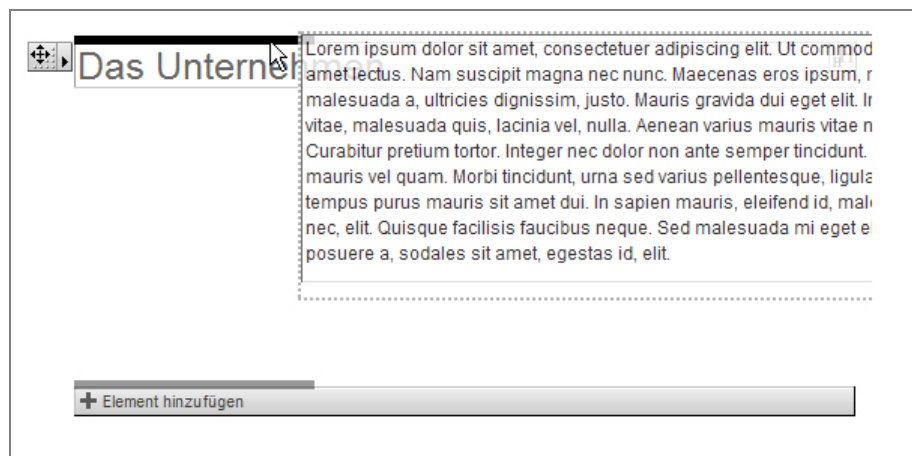 Das Unternehmen
Lorem ipsum dolor sit amet, consectetuer adipiscing elit. Ut commod
amet lectus. Nam suscipit magna nec nunc. Maecenas eros ipsum,
malesuada a, ultricies dignissim, justo. Mauris gravida dui eget elit. In
vitae, malesuada quis, lacinia vel, nulla. Aenean varius mauris vitae n
Curabitur pretium tortor. Integer nec dolor non ante semper tincidunt.
mauris vel quam. Morbi tincidunt, urna sed varius pellentesque, ligula
tempus purus mauris sit amet dui. In sapien mauris, eleifend id, male
nec, elit. Quisque facilisis faucibus neque. Sed malesuada mi eget el
posuere a, sodales sit amet, egestas id, elit.
Element hinzufügen